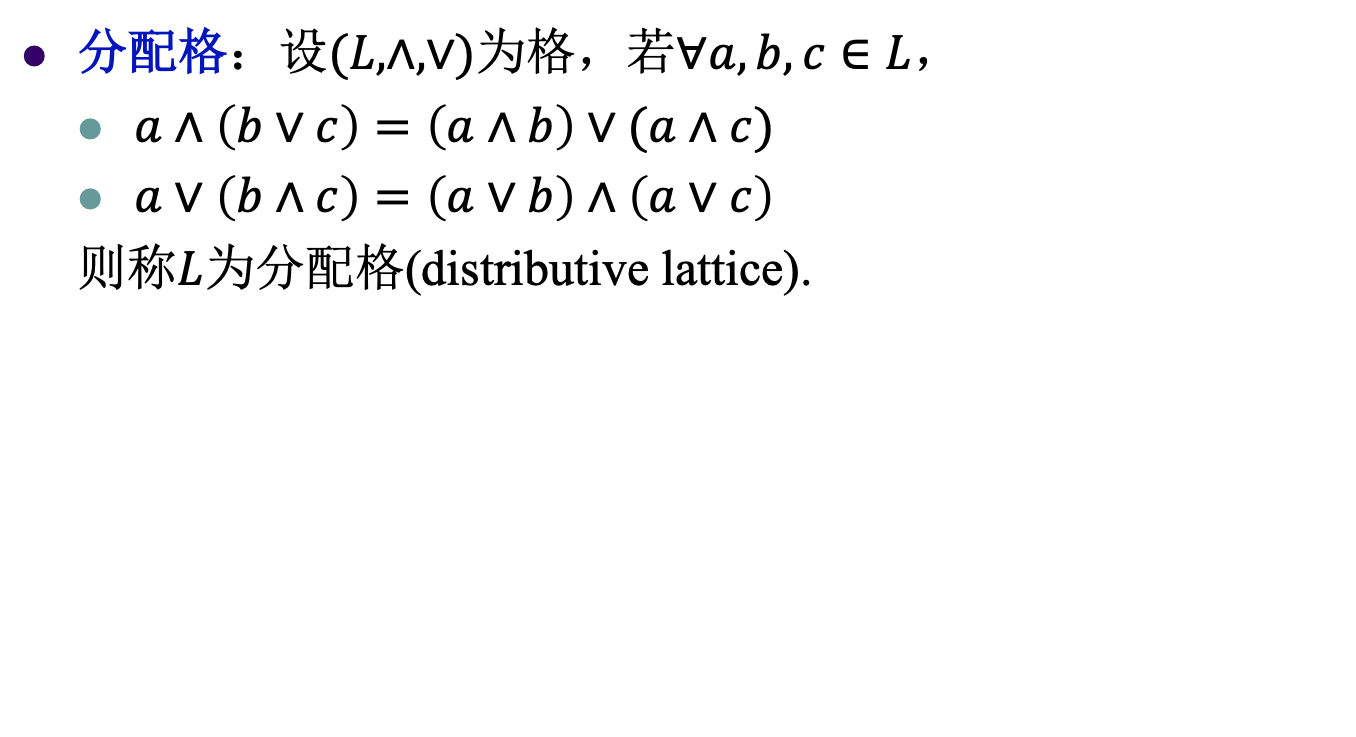 ● 分配格：设(L,∧,∨)为格，若∀a, b, c ∈ L，
● a ∧ (b ∨ c) = (a ∧ b) ∨ (a ∧ c)
● a ∨ (b ∧ c) = (a ∨ b) ∧ (a ∨ c)
则称L为分配格(distributive lattice).